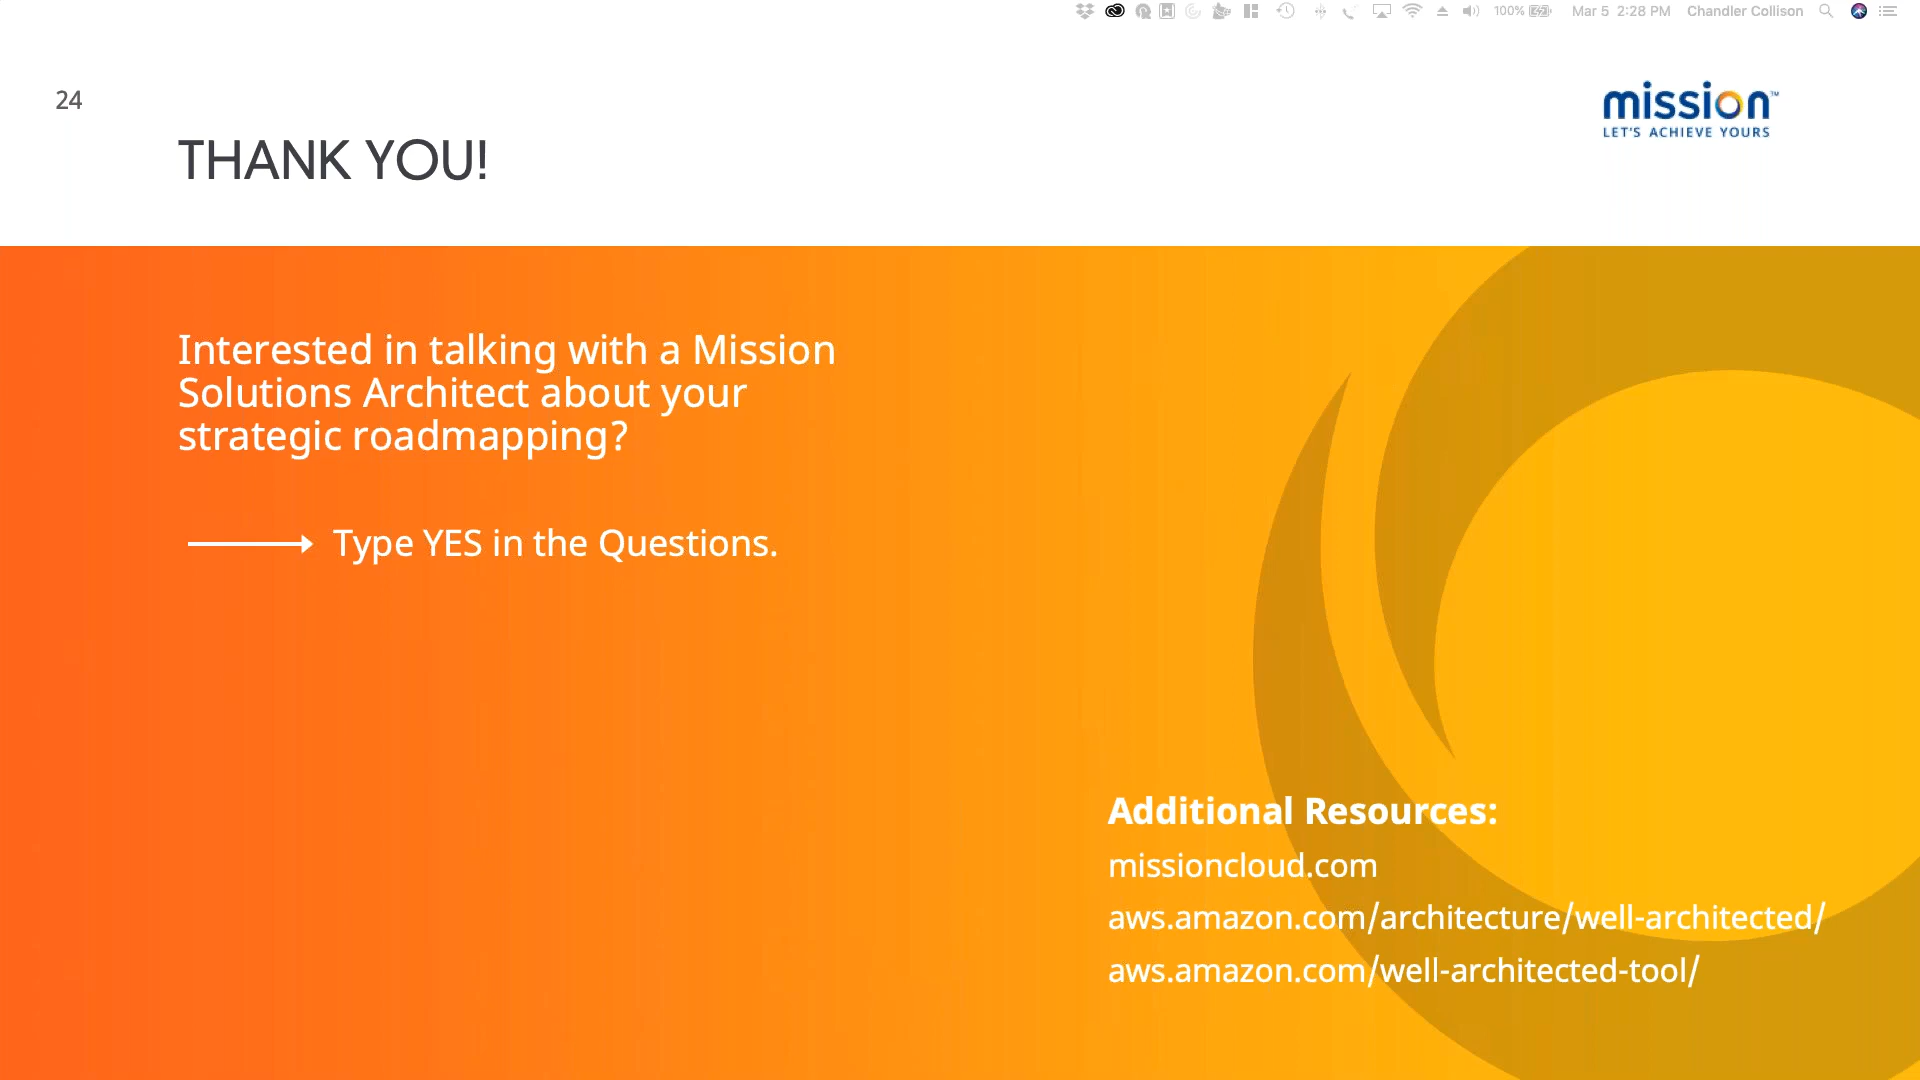 100% Mar 5 2:28 PM Chandler Collison
24
mission™
LET'S ACHIEVE YOURS
THANK YOU!
Interested in talking with a Mission
Solutions Architect about your
strategic roadmapping?
Type YES in the Questions.
Additional Resources:
missioncloud.com
aws.amazon.com/architecture/well-architected/
aws.amazon.com/well-architected-tool/